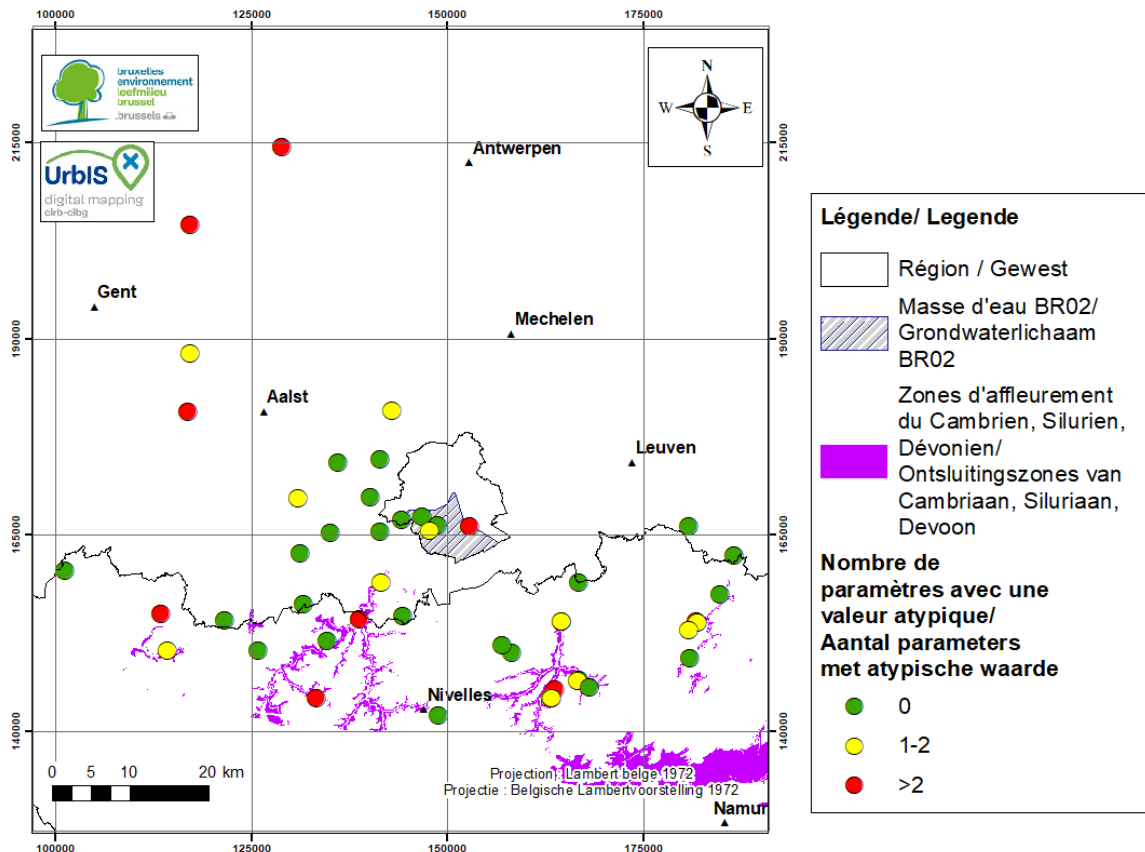 100000
125000
150000
175000
bruxelles
environnement
leefmilieu
brussel
.brussels
UrbIS
digital mapping
cirb-cibg
N
W E
S
215000
215000
Antwerpen
Gent
Mechelen
190000
190000
Aalst
Leuven
165000
165000
Nivelles
140000
140000
0 5 10 20 km
Projection : Lambert belge 1972
Projectie : Belgische Lambertvoorstelling 1972
Namur
100000
125000
150000
175000
Légende/ Legende
Région / Gewest
Masse d'eau BR02/
Grondwaterlichaam
BR02
Zones d'affleurement
du Cambrien, Silurien,
Dévonien/
Ontsluitingszones van
Cambriaan, Siluriaan,
Devoon
Nombre de
paramètres avec une
valeur atypique/
Aantal parameters
met atypische waarde
0
1-2
>2